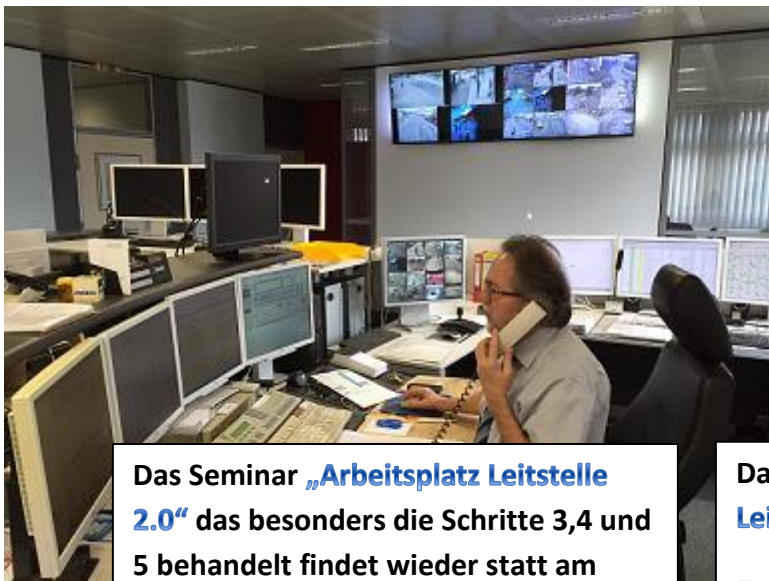 Das Seminar „Arbeitsplatz Leitstelle
2.0“ das besonders die Schritte 3,4 und
5 behandelt findet wieder statt am
Da
Lei